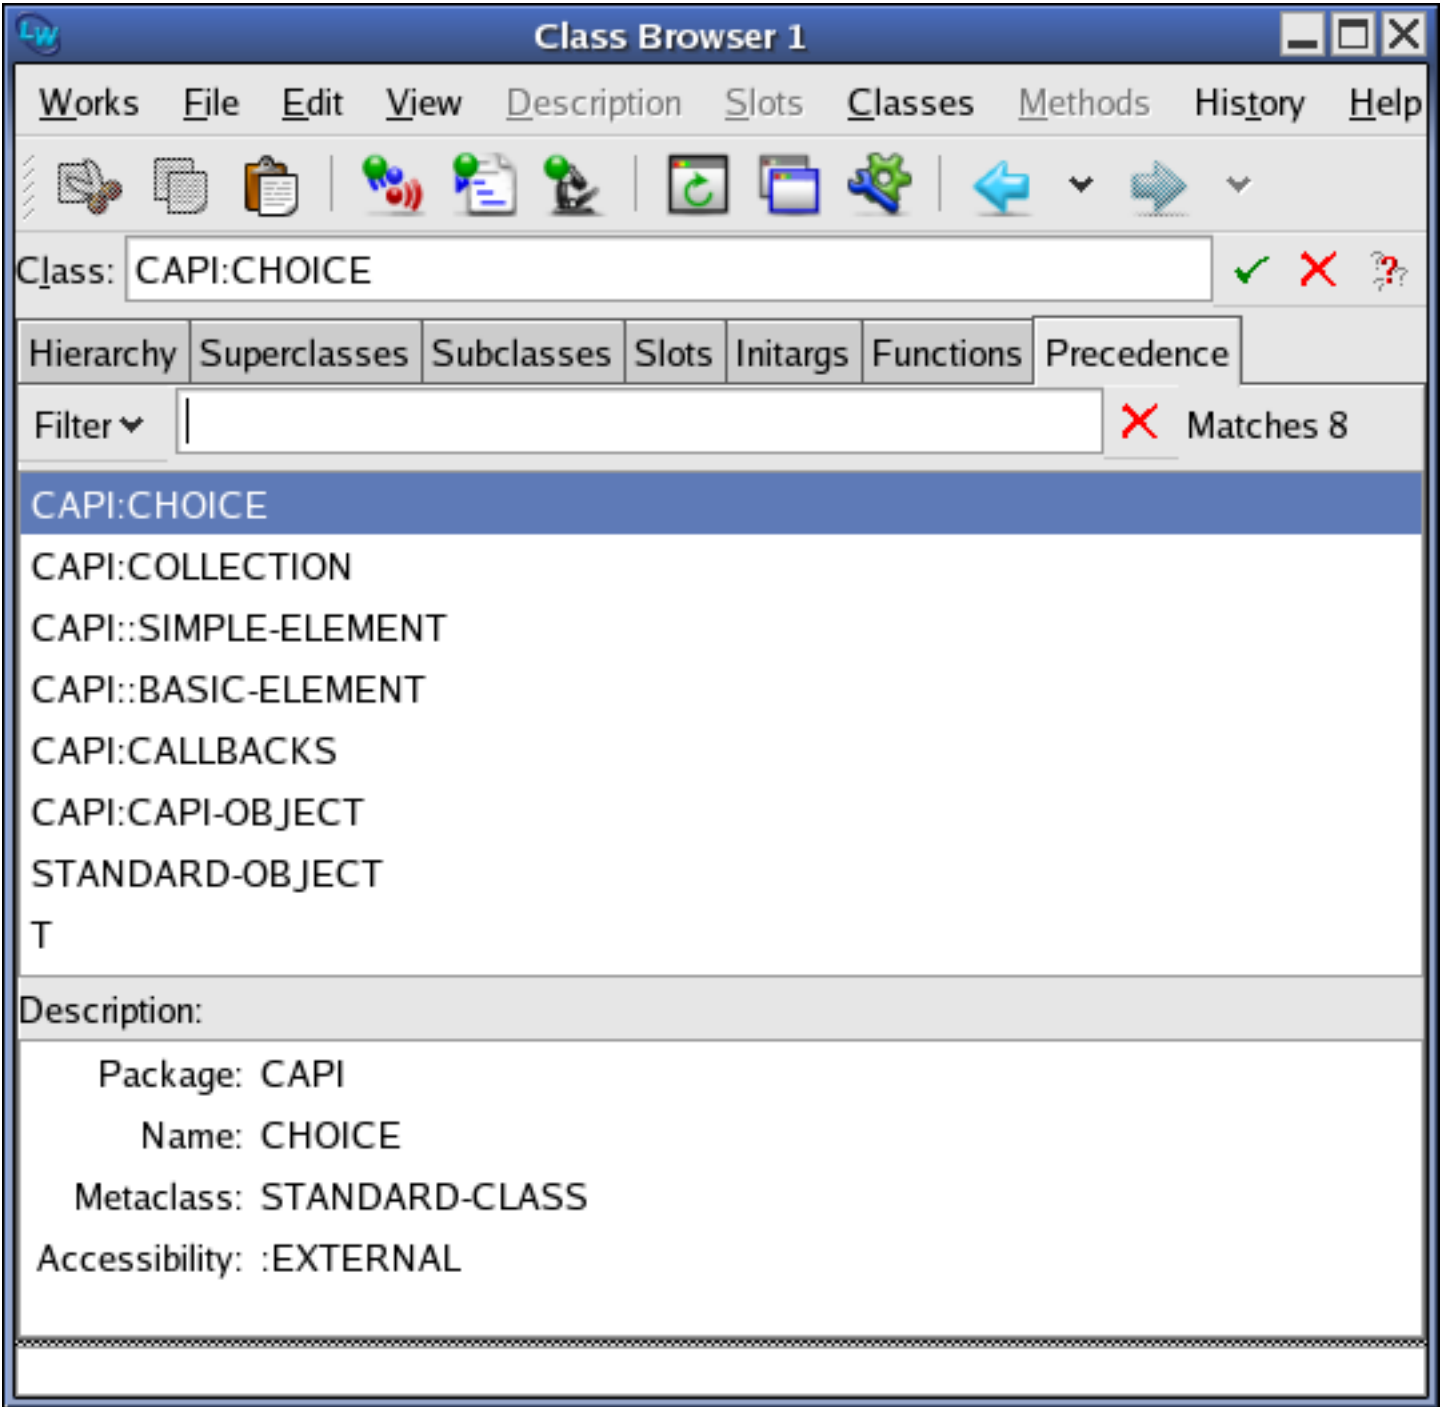 LW Class Browser 1
Works File Edit View Description Slots Classes Methods History Help
Class: CAPI:CHOICE ???
Hierarchy Superclasses Subclasses Slots Initargs Functions Precedence
Filter Matches 8
CAPI:CHOICE
CAPI:COLLECTION
CAPI::SIMPLE-ELEMENT
CAPI::BASIC-ELEMENT
CAPI:CALLBACKS
CAPI:CAPI-OBJECT
STANDARD-OBJECT
T
Description:
Package: CAPI
Name: CHOICE
Metaclass: STANDARD-CLASS
Accessibility: :EXTERNAL